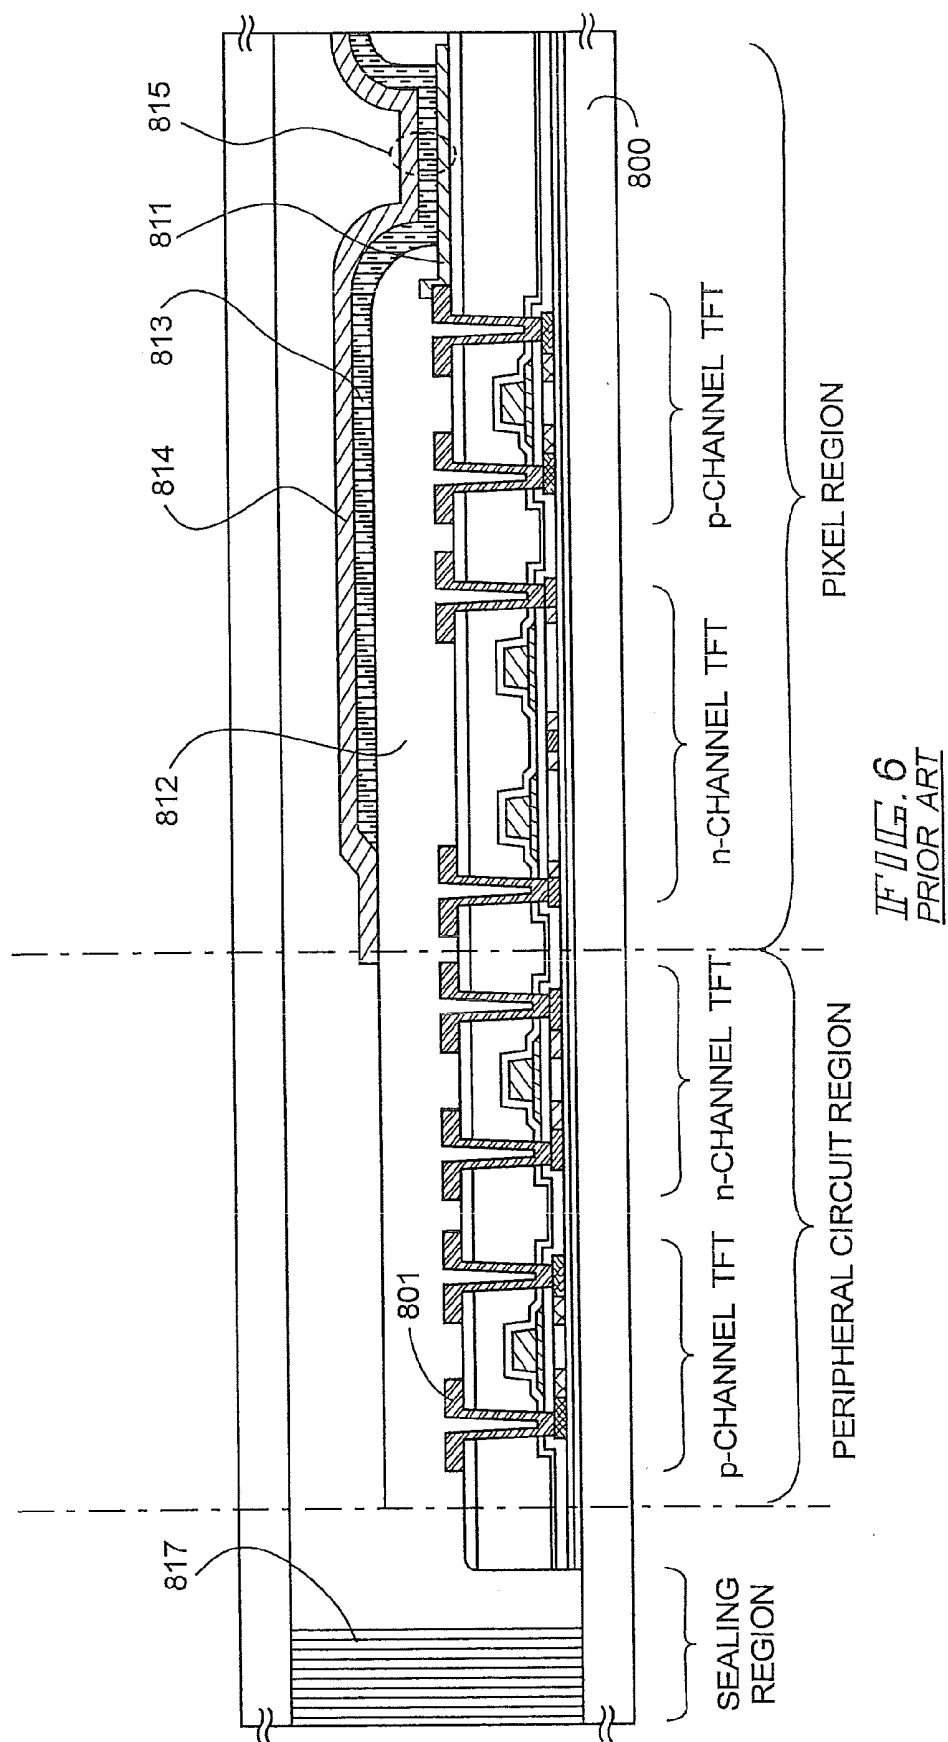 817
801
812
814
813
811
815
800
SEALING
REGION
p-CHANNEL TFT
n-CHANNEL TFT
n-CHANNEL TFT
p-CHANNEL TFT
PERIPHERAL CIRCUIT REGION
PIXEL REGION
FIG. 6
PRIOR ART